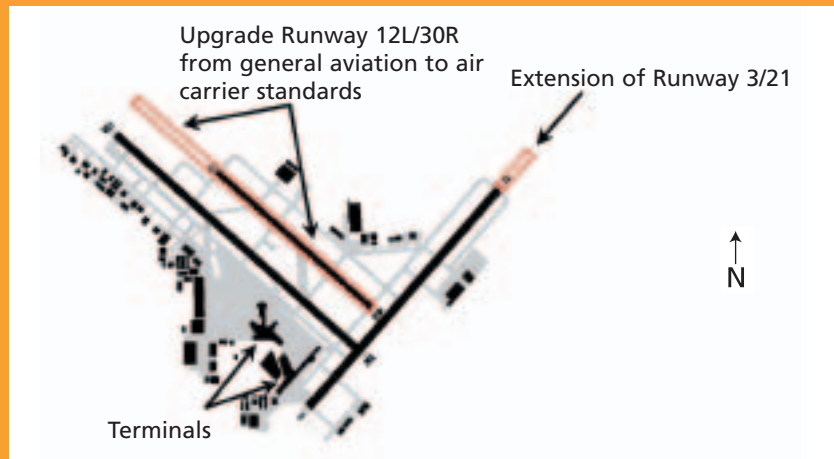 Upgrade Runway 12L/30R
from general aviation to air
carrier standards
Extension of Runway 3/21
N
Terminals